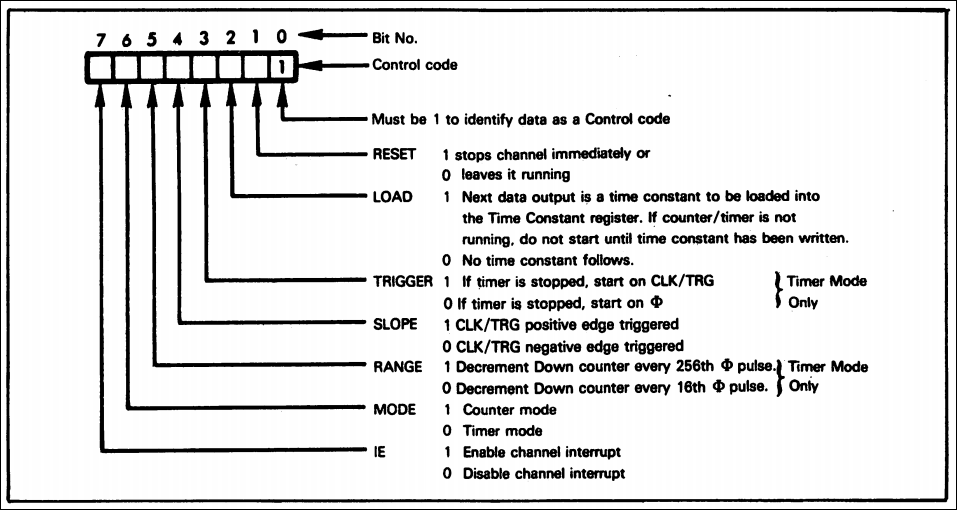 7 6 5 4 3 2 1 0 Bit No.
1 Control code
Must be 1 to identify data as a Control code
RESET 1 stops channel immediately or
0 leaves it running
LOAD 1 Next data output is a time constant to be loaded into
the Time Constant register. If counter/timer is not
running, do not start until time constant has been written.
0 No time constant follows.
TRIGGER 1 If timer is stopped, start on CLK/TRG } Timer Mode
0 If timer is stopped, start on Φ Only
SLOPE 1 CLK/TRG positive edge triggered
0 CLK/TRG negative edge triggered
RANGE 1 Decrement Down counter every 256th Φ pulse. } Timer Mode
0 Decrement Down counter every 16th Φ pulse. Only
MODE 1 Counter mode
0 Timer mode
IE 1 Enable channel interrupt
0 Disable channel interrupt